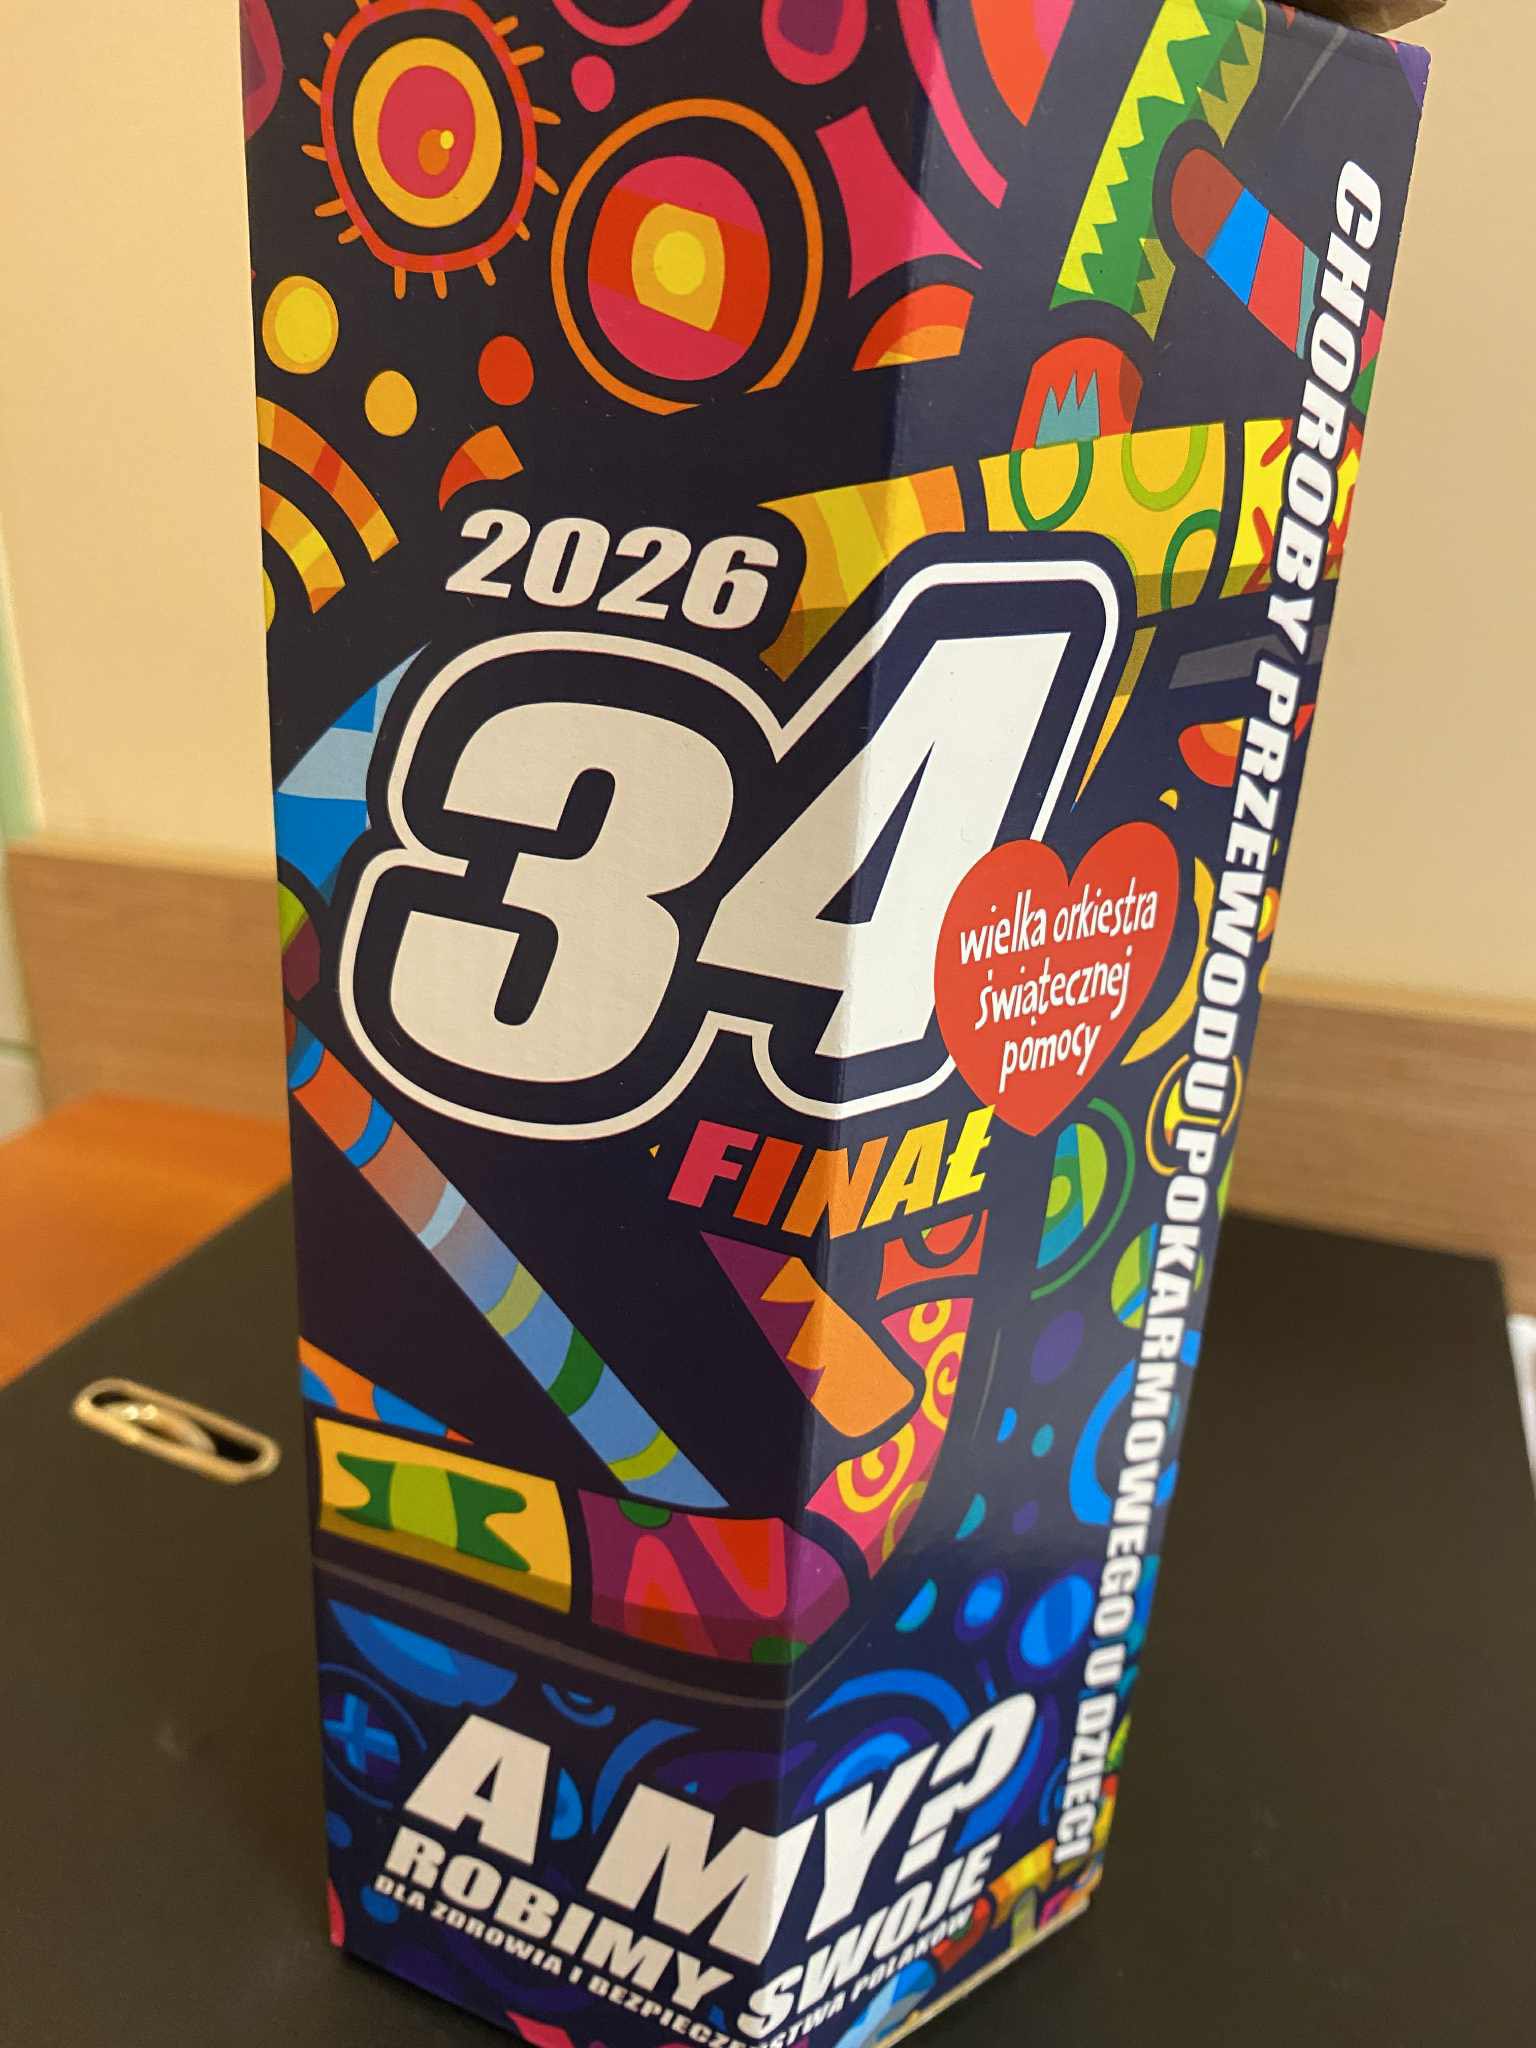 2026
34
FINAŁ
wielka orkiestra
świątecznej
pomocy
CHOROBY PRZEWODU POKARMOWEGO U DZIECI
A MY?
ROBIMY SWOJE
DLA ZDROWIA I BEZPIECZEŃSTWA POLAKÓW